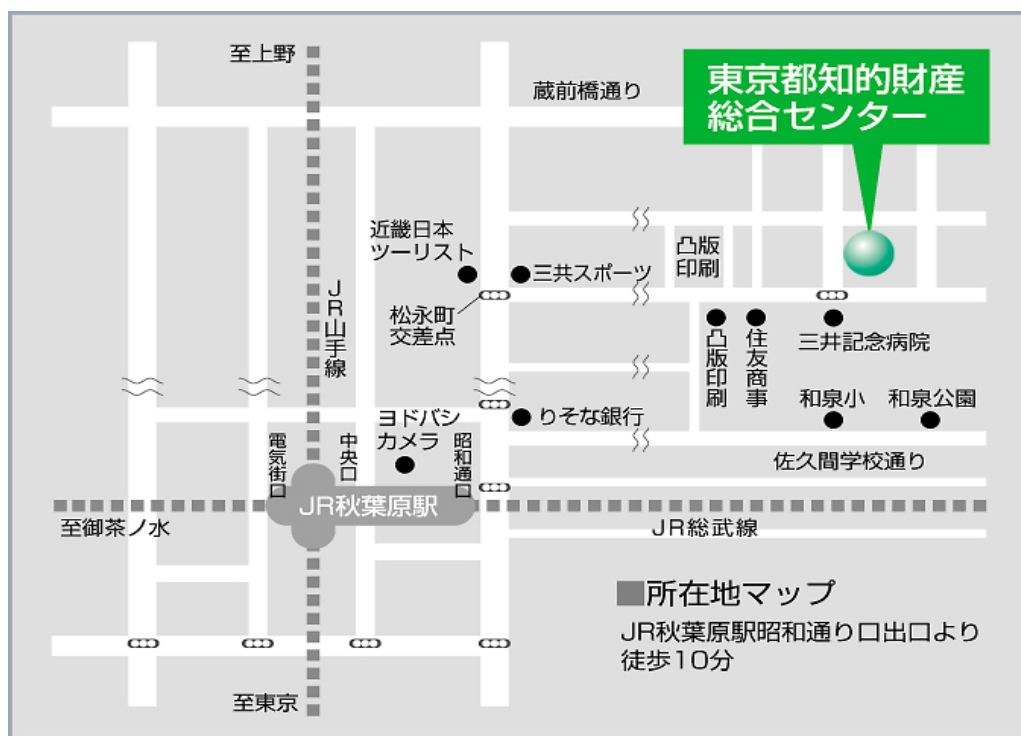 至上野
蔵前橋通り
東京都知的財産
総合センター
近畿日本
ツーリスト
三共スポーツ
凸版
印刷
JR山手線
松永町
交差点
凸版印刷
住友商事
三井記念病院
ヨドバシ
カメラ
りそな銀行
和泉小
和泉公園
電気街口
中央口
昭和通口
佐久間学校通り
JR秋葉原駅
至御茶ノ水
JR総武線
■所在地マップ
JR秋葉原駅昭和通り口出口より
徒歩10分
至東京